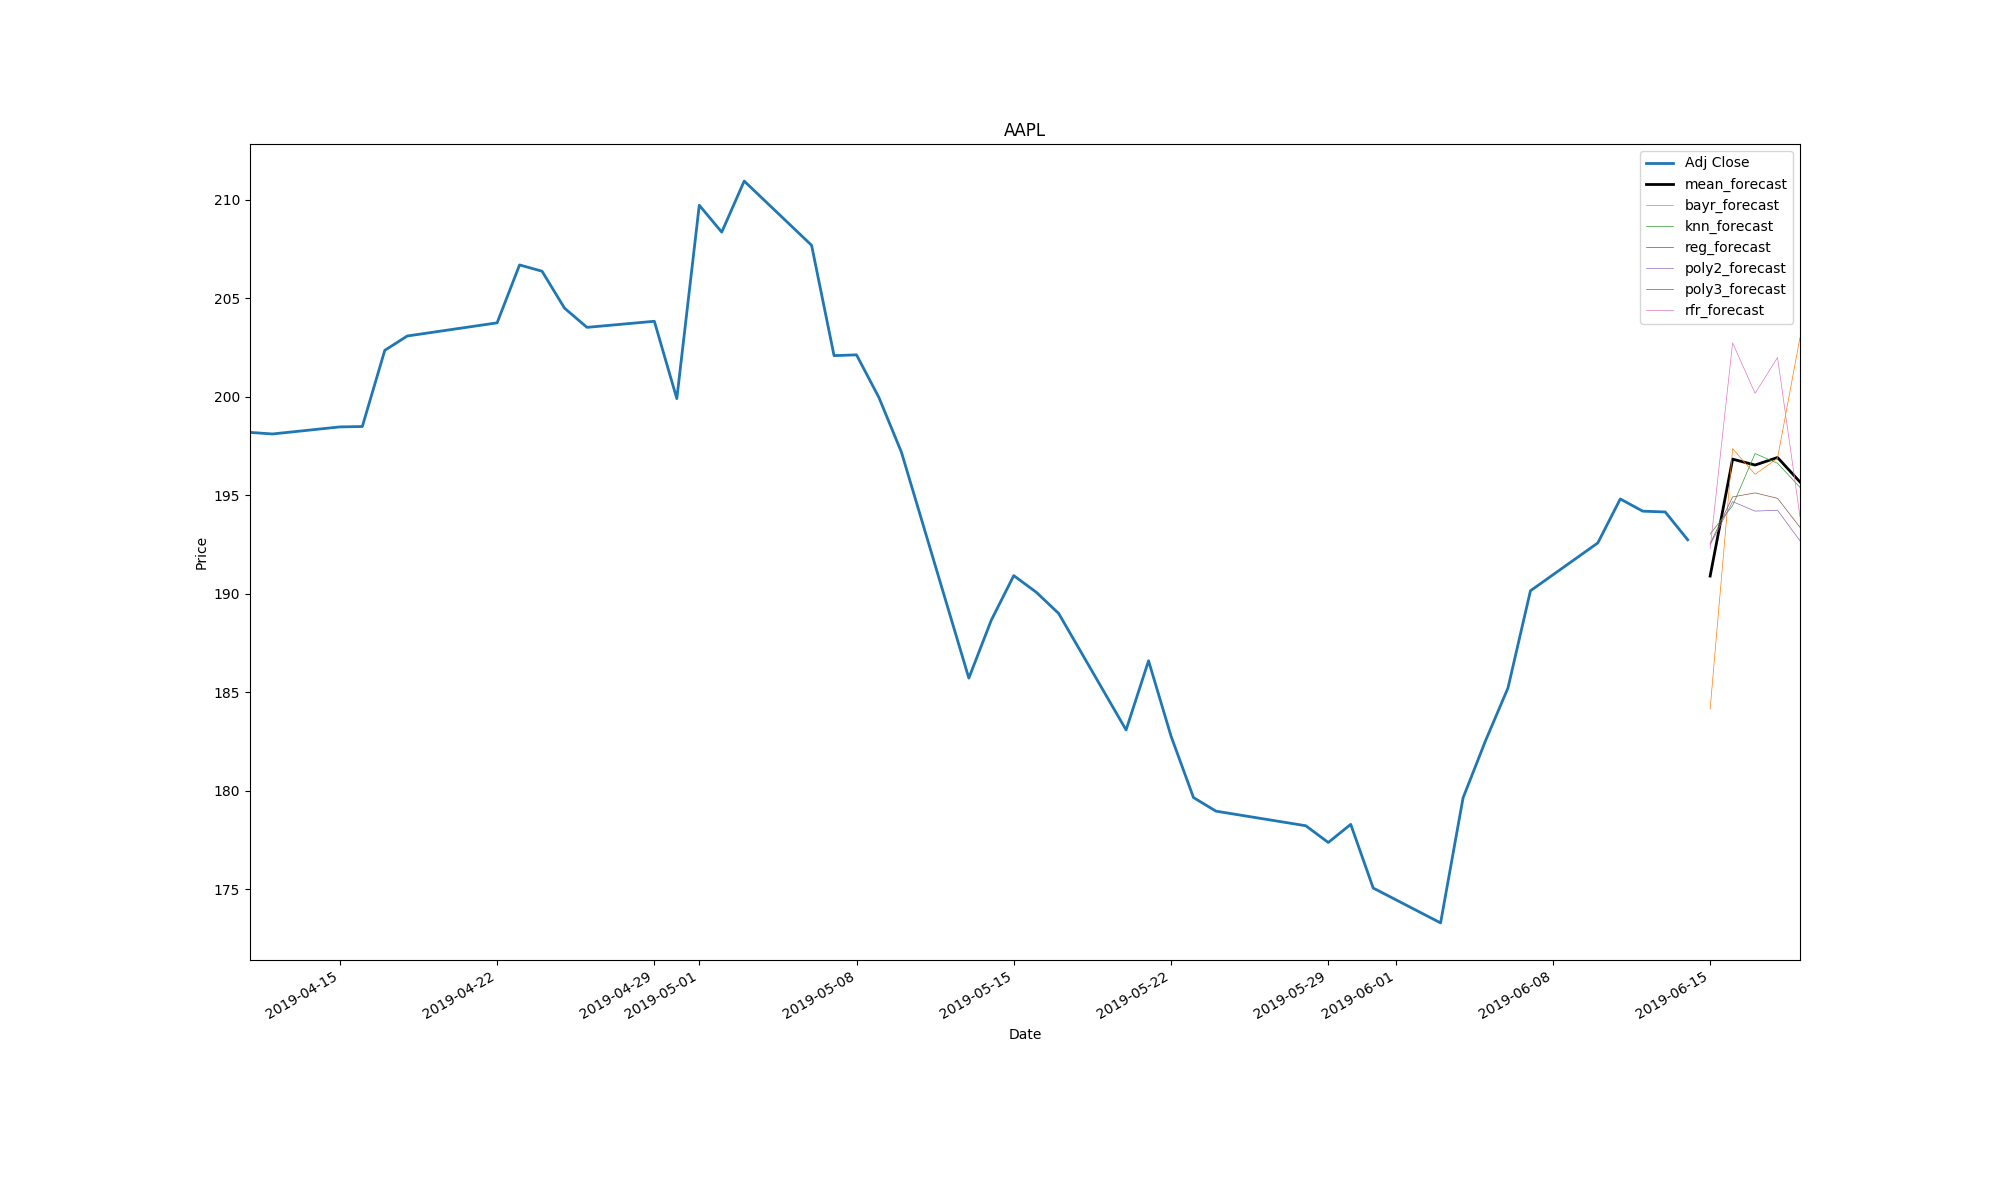 AAPL
Adj Close
mean_forecast
bayr_forecast
knn_forecast
reg_forecast
poly2_forecast
poly3_forecast
rfr_forecast
210
205
200
195
190
185
180
175
Price
2019-04-15
2019-04-22
2019-04-29
2019-05-01
2019-05-08
2019-05-15
2019-05-22
2019-05-29
2019-06-01
2019-06-08
2019-06-15
Date